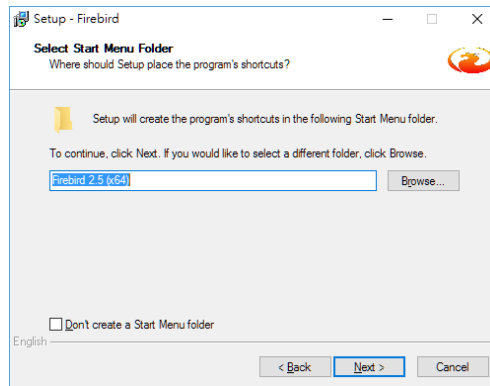 Setup - Firebird
Select Start Menu Folder
Where should Setup place the program's shortcuts?
Setup will create the program's shortcuts in the following Start Menu folder.
To continue, click Next. If you would like to select a different folder, click Browse.
Firebird 2.5 (x64)
Browse...
Don't create a Start Menu folder
English
< Back
Next >
Cancel